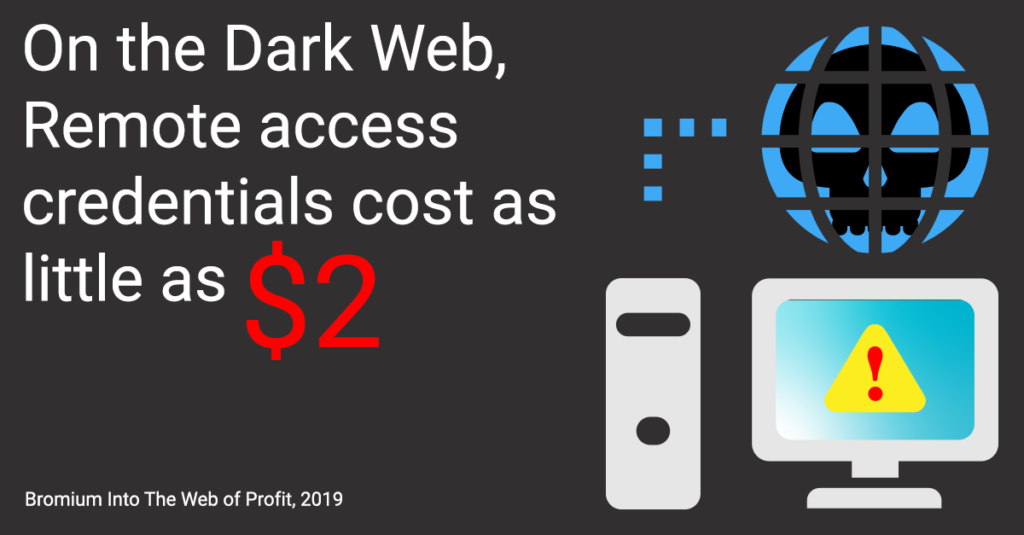 On the Dark Web,
Remote access
credentials cost as
little as $2
Bromium Into The Web of Profit, 2019